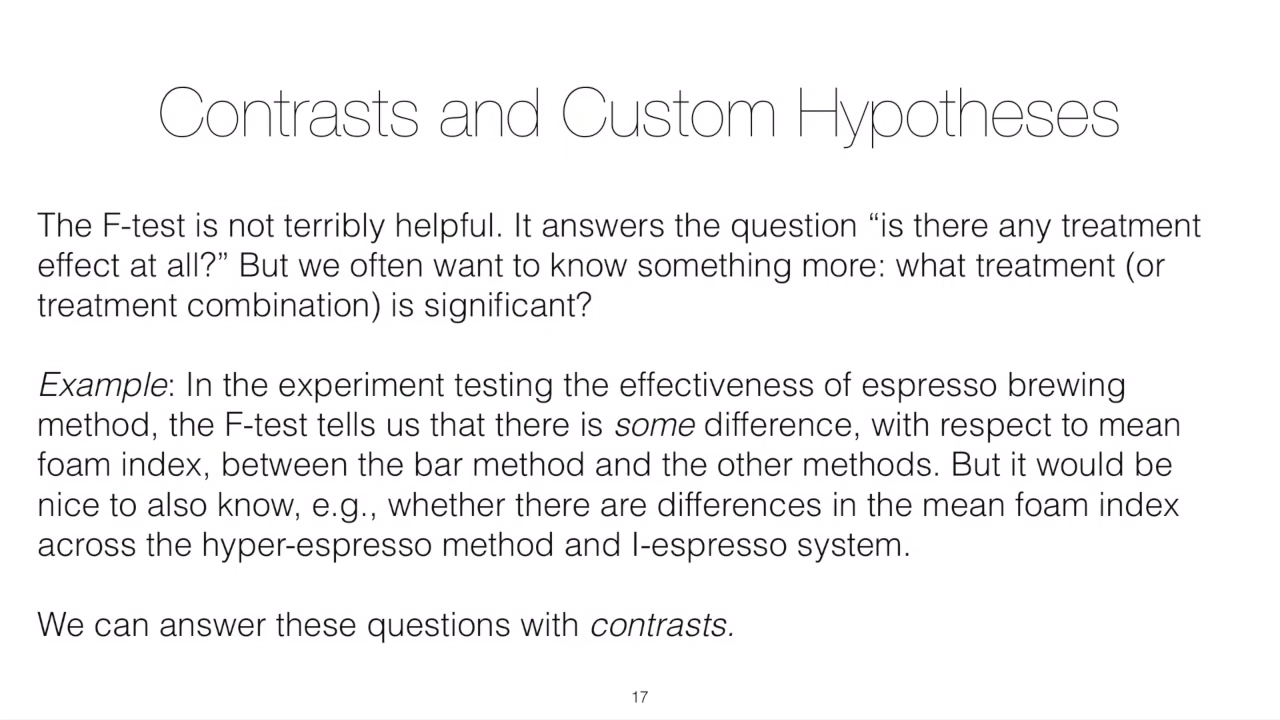 Contrasts and Custom Hypotheses
The F-test is not terribly helpful. It answers the question “is there any treatment
effect at all?” But we often want to know something more: what treatment (or
treatment combination) is significant?
Example: In the experiment testing the effectiveness of espresso brewing
method, the F-test tells us that there is some difference, with respect to mean
foam index, between the bar method and the other methods. But it would be
nice to also know, e.g., whether there are differences in the mean foam index
across the hyper-espresso method and I-espresso system.
We can answer these questions with contrasts.
17